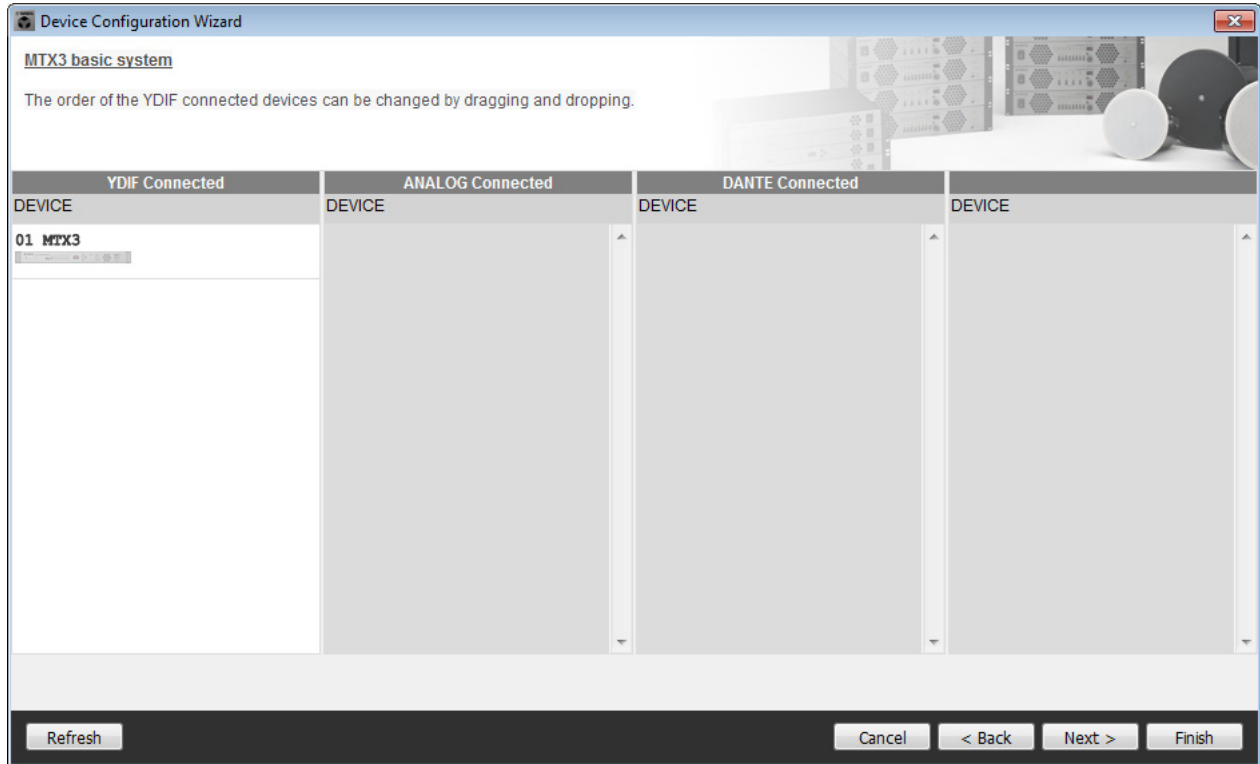 Device Configuration Wizard
MTX3 basic system
The order of the YDIF connected devices can be changed by dragging and dropping.
YDIF Connected ANALOG Connected DANTE Connected
DEVICE DEVICE DEVICE DEVICE
01 MTX3
Refresh Cancel < Back Next > Finish